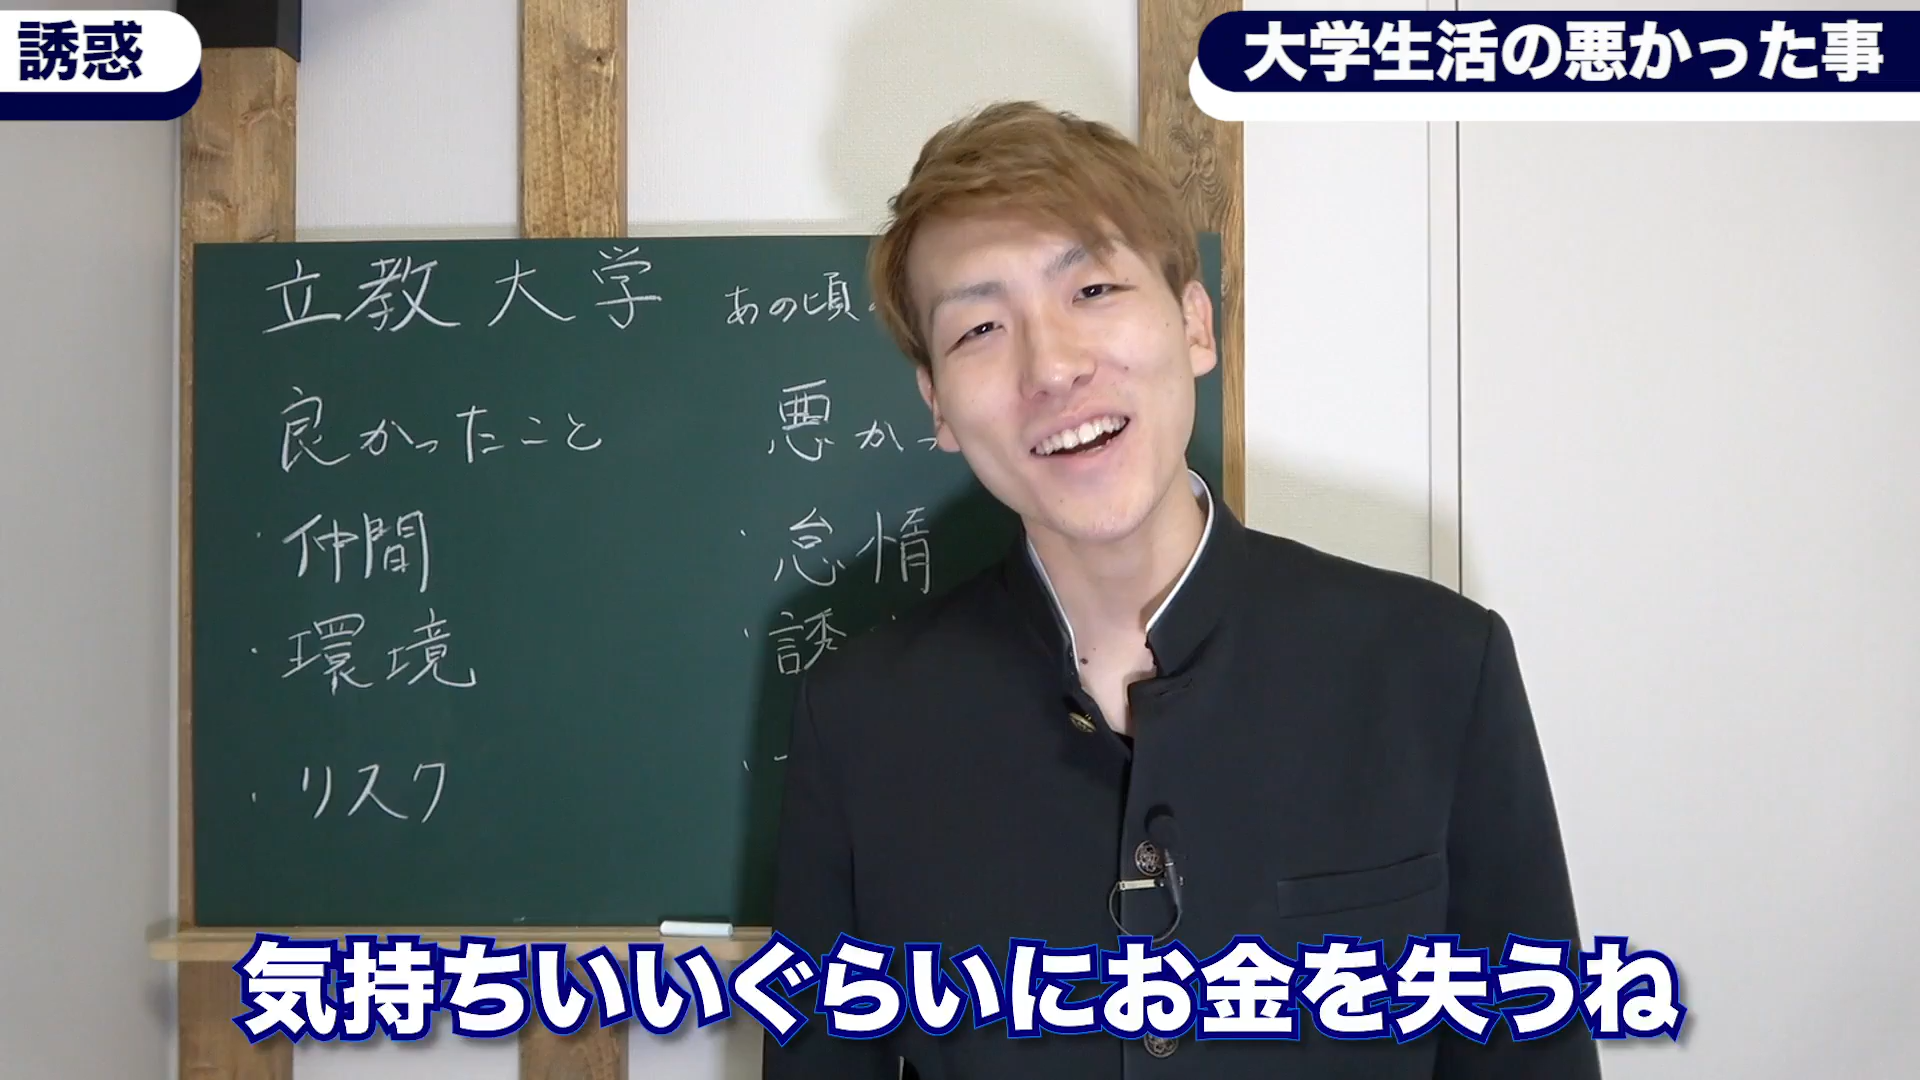 誘惑
大学生活の悪かった事
立教大学 あの頃
良かったこと
悪かっ
・仲間
・怠惰
・環境
・誘
・リスク
気持ちいいぐらいにお金を失うね